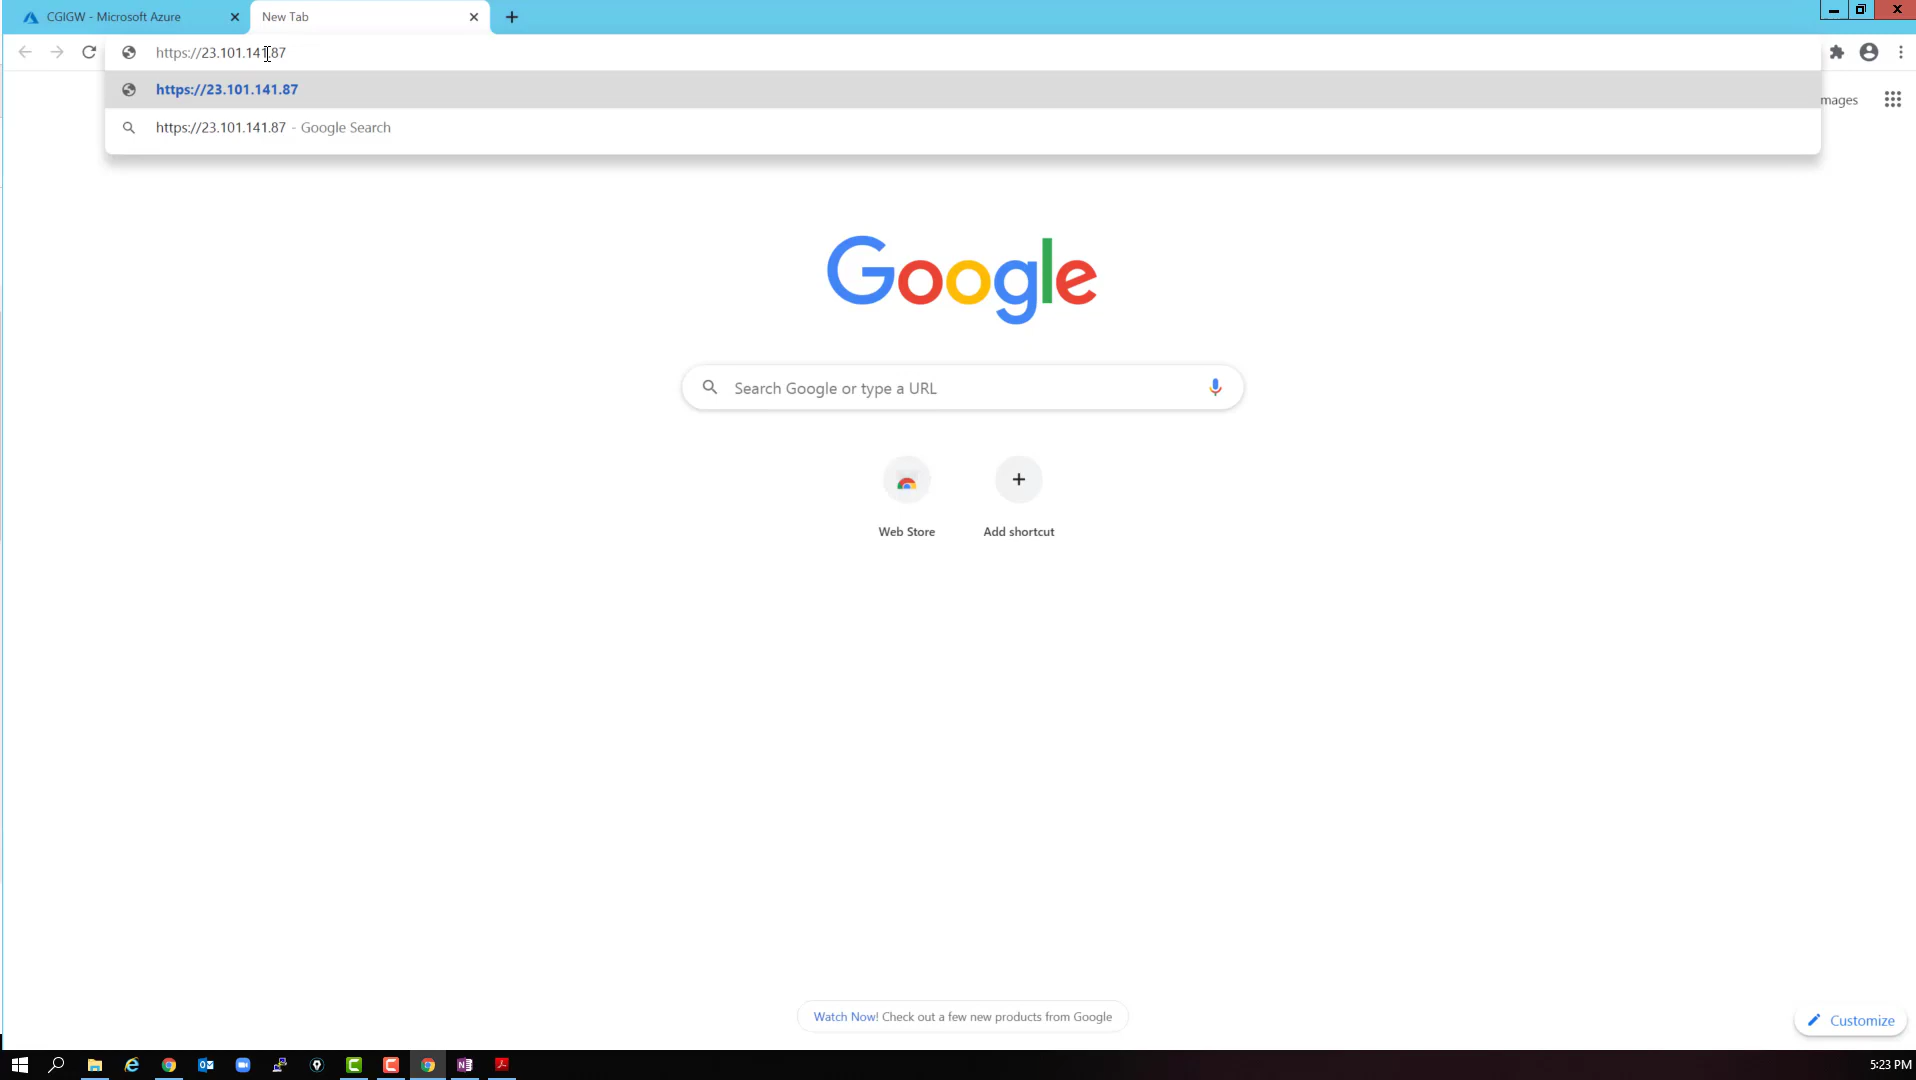 CGIGW - Microsoft Azure
New Tab
https://23.101.141.87
https://23.101.141.87
https://23.101.141.87 - Google Search
mages
Google
Search Google or type a URL
Web Store
Add shortcut
Watch Now! Check out a few new products from Google
Customize
5:23 PM